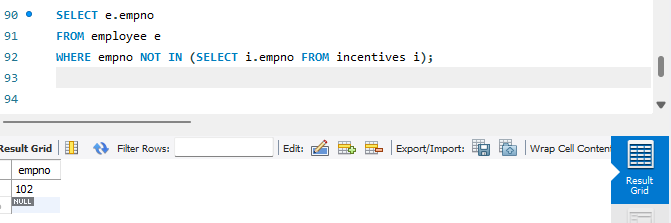 90 SELECT e.empno
91 FROM employee e
92 WHERE empno NOT IN (SELECT i.empno FROM incentives i);
93
94
Result Grid Filter Rows: Edit: Export/Import: Wrap Cell Content
empno
102
NULL
Result
Grid